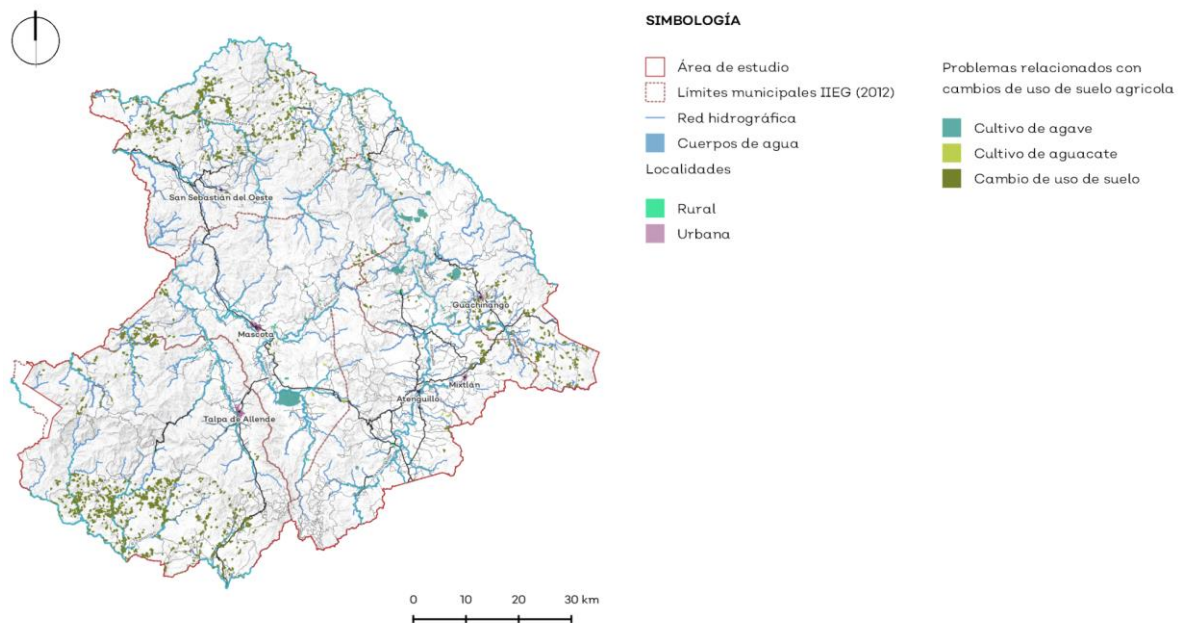 SIMBOLOGÍA
Área de estudio
Límites municipales IIEG (2012)
Red hidrográfica
Cuerpos de agua
Localidades
Rural
Urbana
Problemas relacionados con
cambios de uso de suelo agricola
Cultivo de agave
Cultivo de aguacate
Cambio de uso de suelo
San Sebastián del Oeste
Guachinango
Mascota
Mixtlán
Atenguillo
Talpa de Allende
0 10 20 30 km